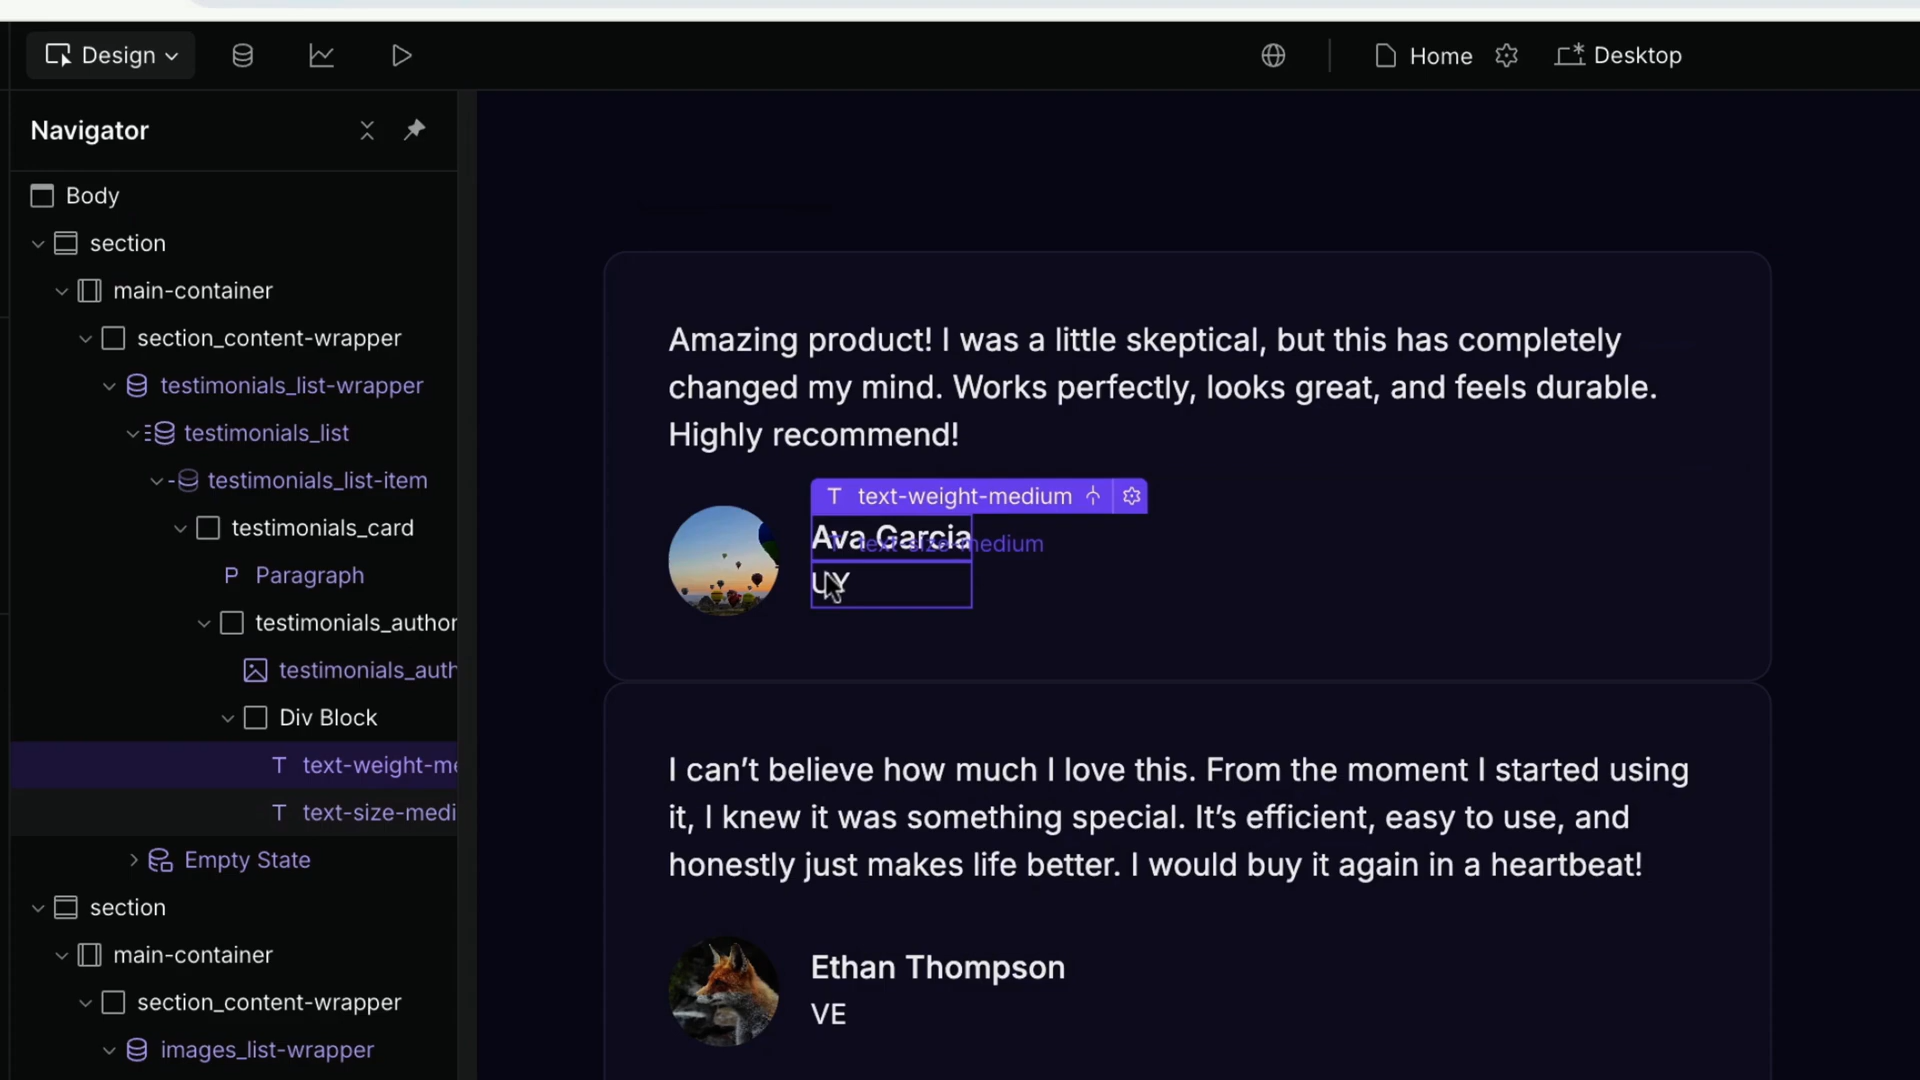 Design
Home
Desktop
Navigator
Body
section
main-container
section_content-wrapper
testimonials_list-wrapper
testimonials_list
testimonials_list-item
testimonials_card
P Paragraph
testimonials_author
testimonials_auth
Div Block
T text-weight-me
T text-size-medi
Empty State
section
main-container
section_content-wrapper
images_list-wrapper
Amazing product! I was a little skeptical, but this has completely
changed my mind. Works perfectly, looks great, and feels durable.
Highly recommend!
T text-weight-medium
Ava Garcia
T text-size-medium
UY
I can’t believe how much I love this. From the moment I started using
it, I knew it was something special. It’s efficient, easy to use, and
honestly just makes life better. I would buy it again in a heartbeat!
Ethan Thompson
VE